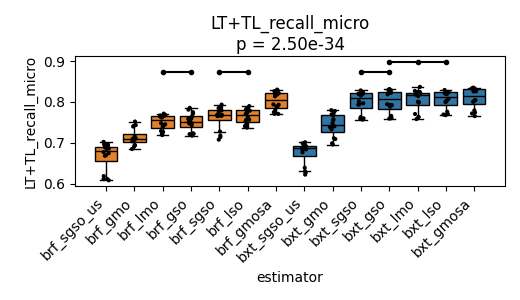 LT+TL_recall_micro
p = 2.50e-34
LT+TL_recall_micro
0.9
0.8
0.7
0.6
brf_sgso_us
brf_gmo
brf_lmo
brf_gso
brf_sgso
brf_lso
brf_gmosa
bxt_sgso_us
bxt_gmo
bxt_sgso
bxt_gso
bxt_lmo
bxt_lso
bxt_gmosa
estimator